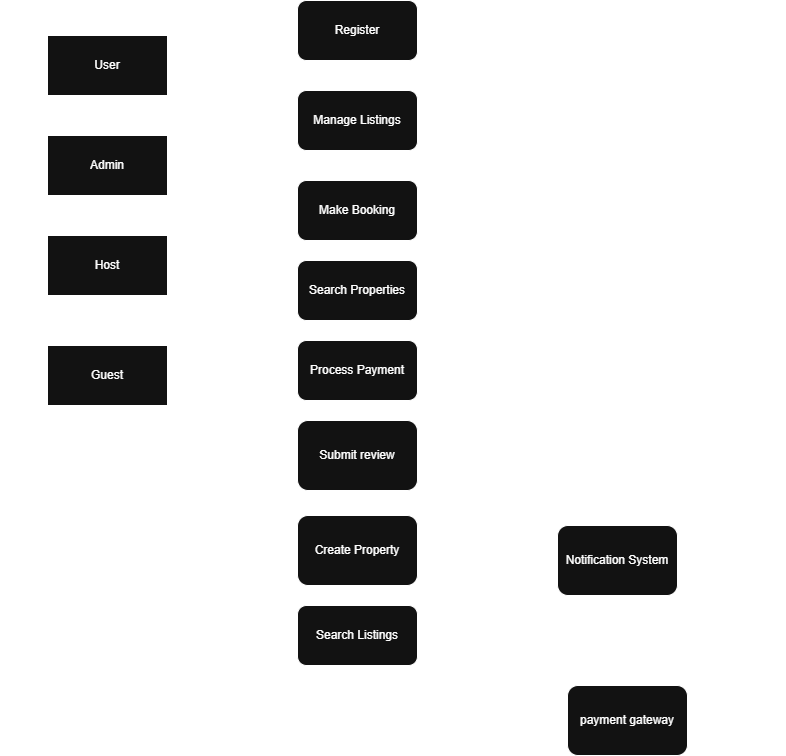 User
Admin
Host
Guest
Register
Manage Listings
Make Booking
Search Properties
Process Payment
Submit review
Create Property
Search Listings
Notification System
payment gateway